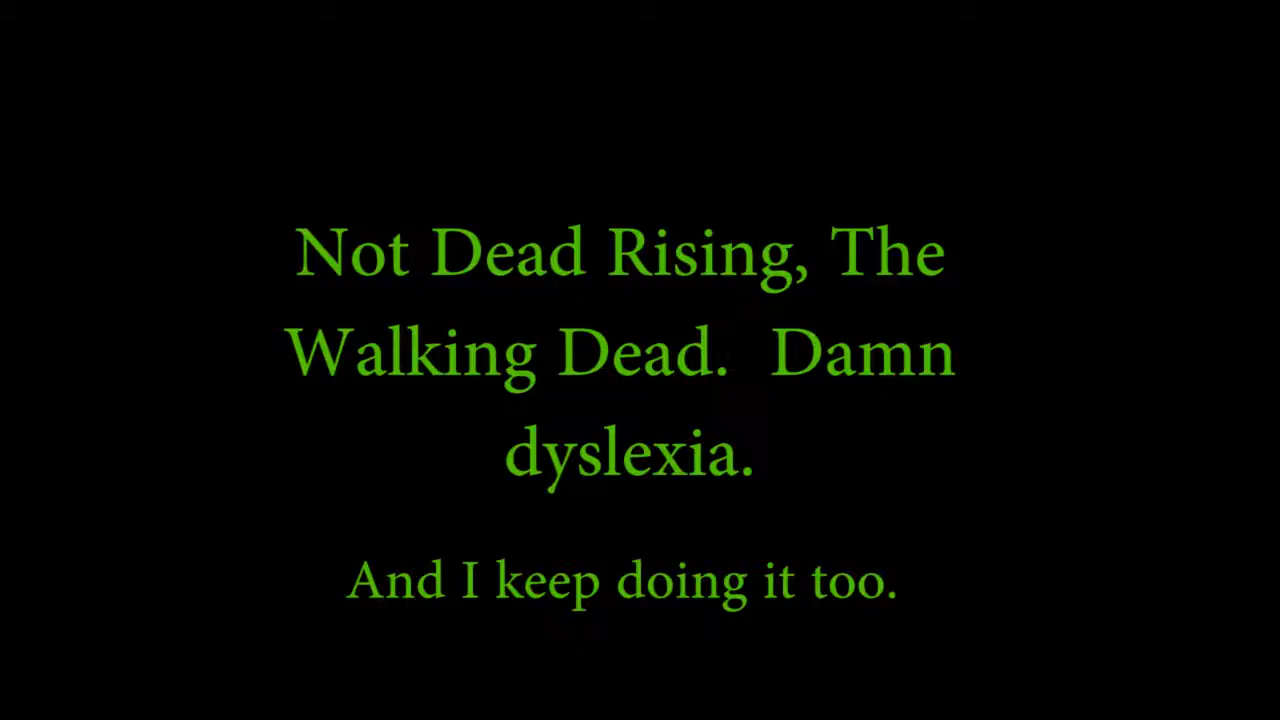 Not Dead Rising, The
Walking Dead.  Damn
dyslexia.
And I keep doing it too.